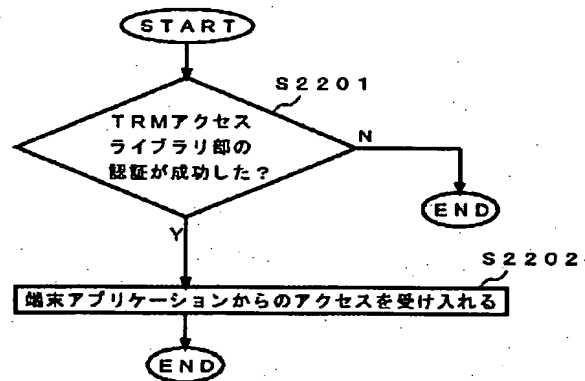 START
S2201
TRMアクセス
ライブラリ部の
認証が成功した?
N
END
Y
S2202
端末アプリケーションからのアクセスを受け入れる
END